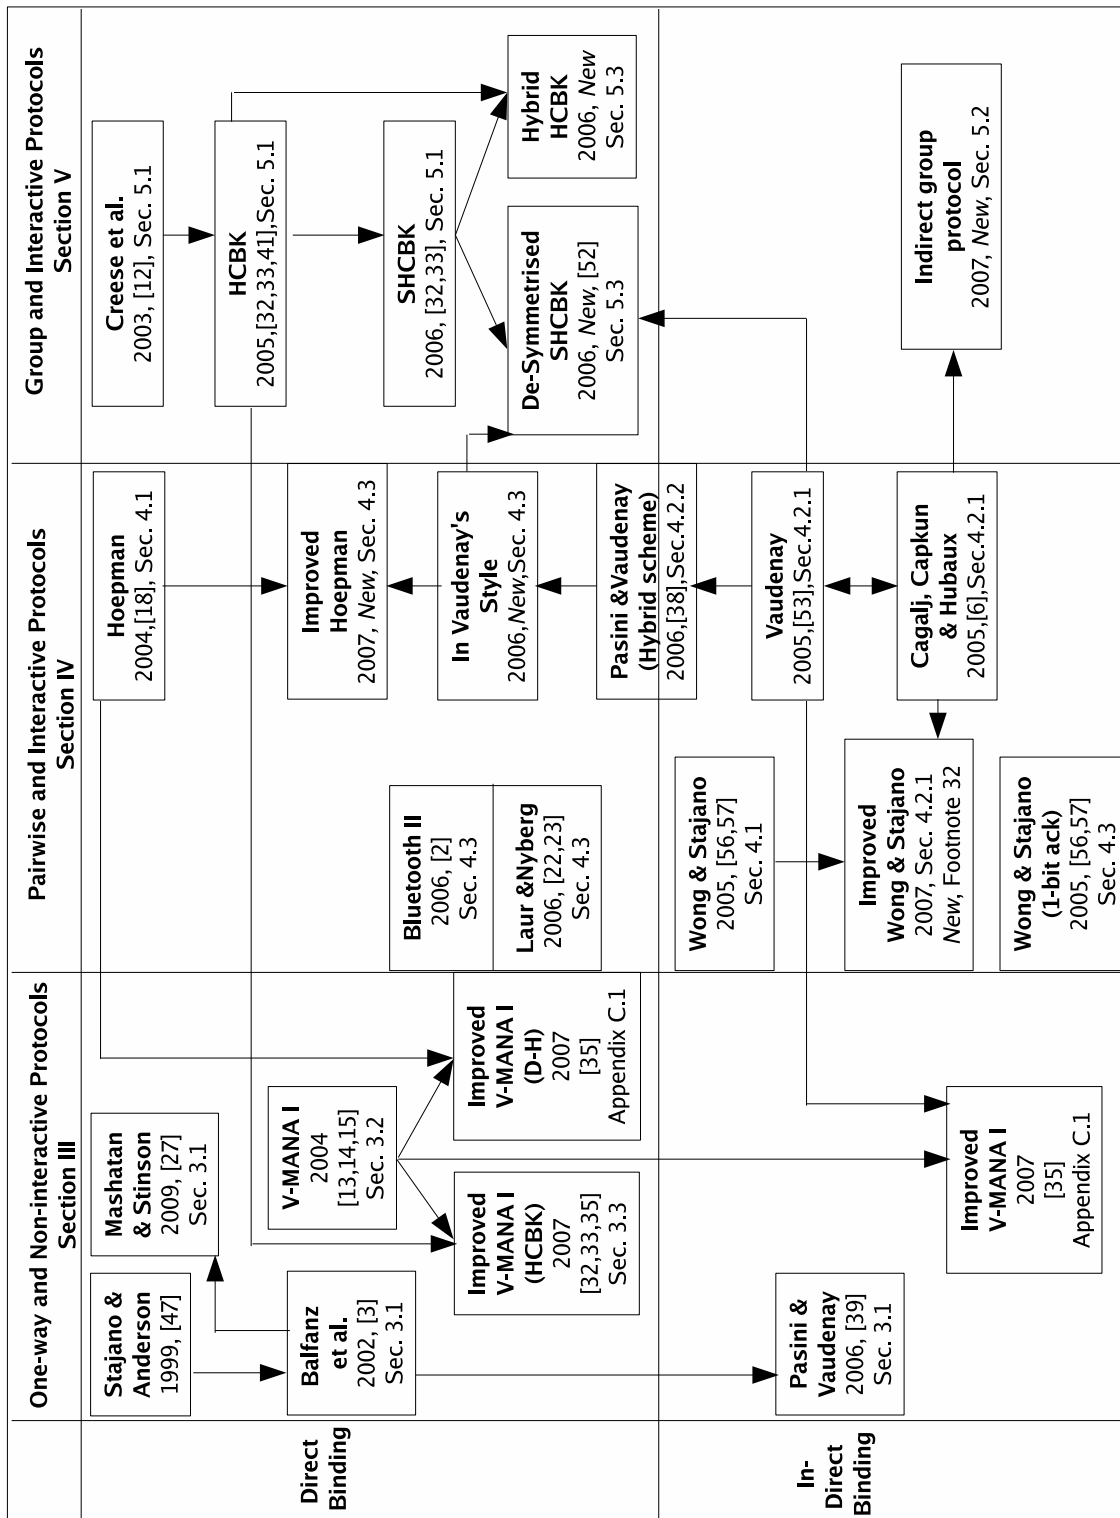 One-way and Non-interactive Protocols
Section III
Pairwise and Interactive Protocols
Section IV
Group and Interactive Protocols
Section V
Direct
Binding
Stajano &
Anderson
1999, [47]
Mashatan
& Stinson
2009, [27]
Sec. 3.1
Balfanz
et al.
2002, [3]
Sec. 3.1
V-MANA I
2004
[13,14,15]
Sec. 3.2
Improved
V-MANA I
(HCBK)
2007
[32,33,35]
Sec. 3.3
Improved
V-MANA I
(D-H)
2007
[35]
Appendix C.1
Hoepman
2004,[18], Sec. 4.1
Improved
Hoepman
2007, New, Sec. 4.3
Bluetooth II
2006, [2]
Sec. 4.3
Laur &Nyberg
2006, [22,23]
Sec. 4.3
In Vaudenay's
Style
2006,New,Sec. 4.3
Pasini &Vaudenay
(Hybrid scheme)
2006,[38],Sec.4.2.2
Creese et al.
2003, [12], Sec. 5.1
HCBK
2005,[32,33,41],Sec. 5.1
SHCBK
2006, [32,33], Sec. 5.1
De-Symmetrised
SHCBK
2006, New, [52]
Sec. 5.3
Hybrid
HCBK
2006, New
Sec. 5.3
In-
Direct
Binding
Pasini &
Vaudenay
2006, [39]
Sec. 3.1
Improved
V-MANA I
2007
[35]
Appendix C.1
Wong & Stajano
2005, [56,57]
Sec. 4.1
Improved
Wong & Stajano
2007, Sec. 4.2.1
New, Footnote 32
Wong & Stajano
(1-bit ack)
2005, [56,57]
Sec. 4.3
Vaudenay
2005,[53],Sec.4.2.1
Cagalj, Capkun
& Hubaux
2005,[6],Sec.4.2.1
Indirect group
protocol
2007, New, Sec. 5.2